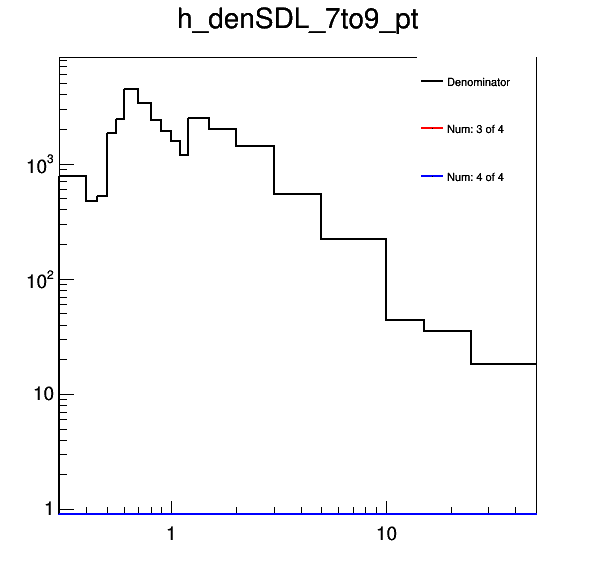 h_denSDL_7to9_pt
Denominator
Num: 3 of 4
Num: 4 of 4
10³
10²
10
1
1 10